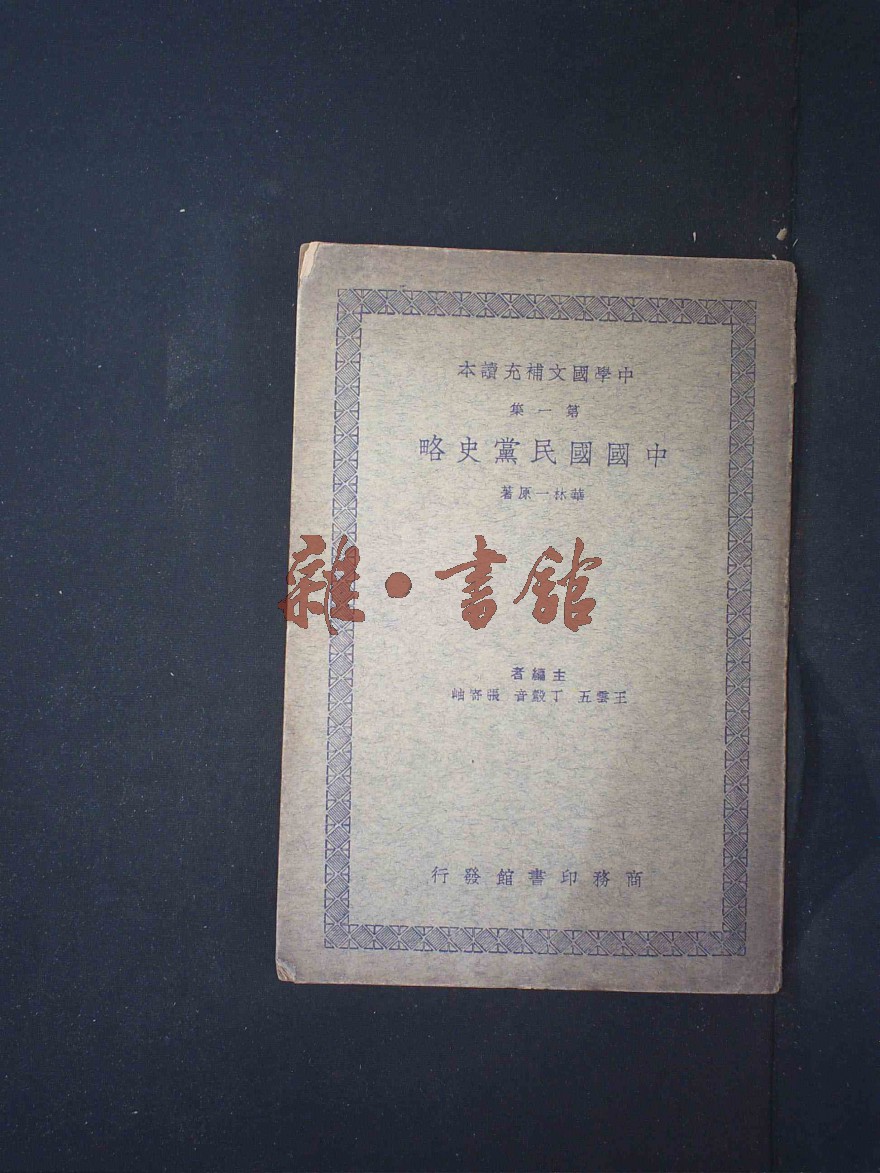 中學國文補充讀本
第一集
中國國民黨史略
華林一原著
雜·書館
主編者
王雲五 丁嗀音 張寄岫
商務印書館發行